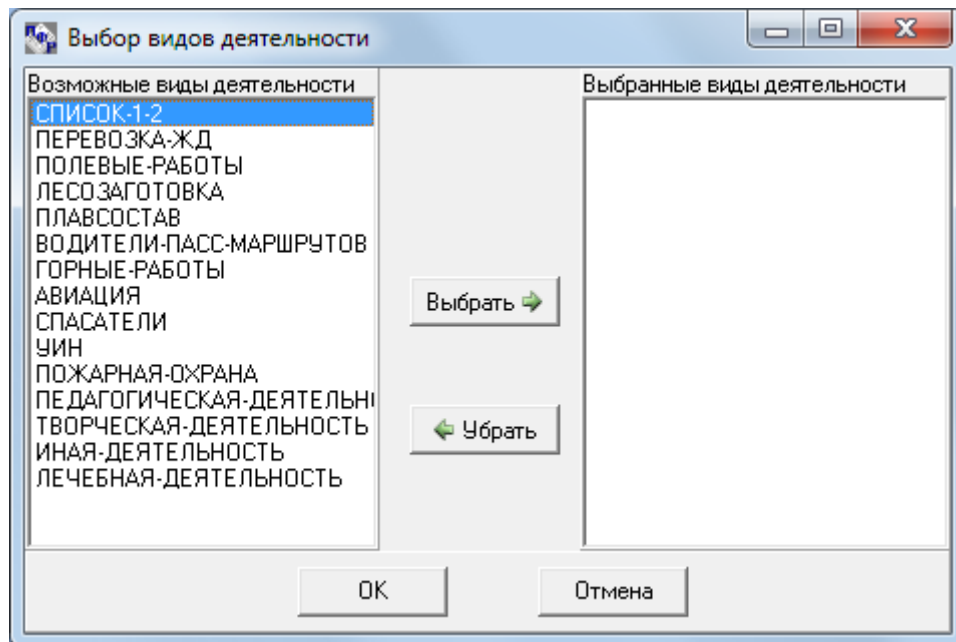 ПФР Выбор видов деятельности
Возможные виды деятельности
СПИСОК-1-2
ПЕРЕВОЗКА-ЖД
ПОЛЕВЫЕ-РАБОТЫ
ЛЕСОЗАГОТОВКА
ПЛАВСОСТАВ
ВОДИТЕЛИ-ПАСС-МАРШРУТОВ
ГОРНЫЕ-РАБОТЫ
АВИАЦИЯ
СПАСАТЕЛИ
УИН
ПОЖАРНАЯ-ОХРАНА
ПЕДАГОГИЧЕСКАЯ-ДЕЯТЕЛЬН
ТВОРЧЕСКАЯ-ДЕЯТЕЛЬНОСТЬ
ИНАЯ-ДЕЯТЕЛЬНОСТЬ
ЛЕЧЕБНАЯ-ДЕЯТЕЛЬНОСТЬ
Выбрать
Убрать
Выбранные виды деятельности
OK
Отмена